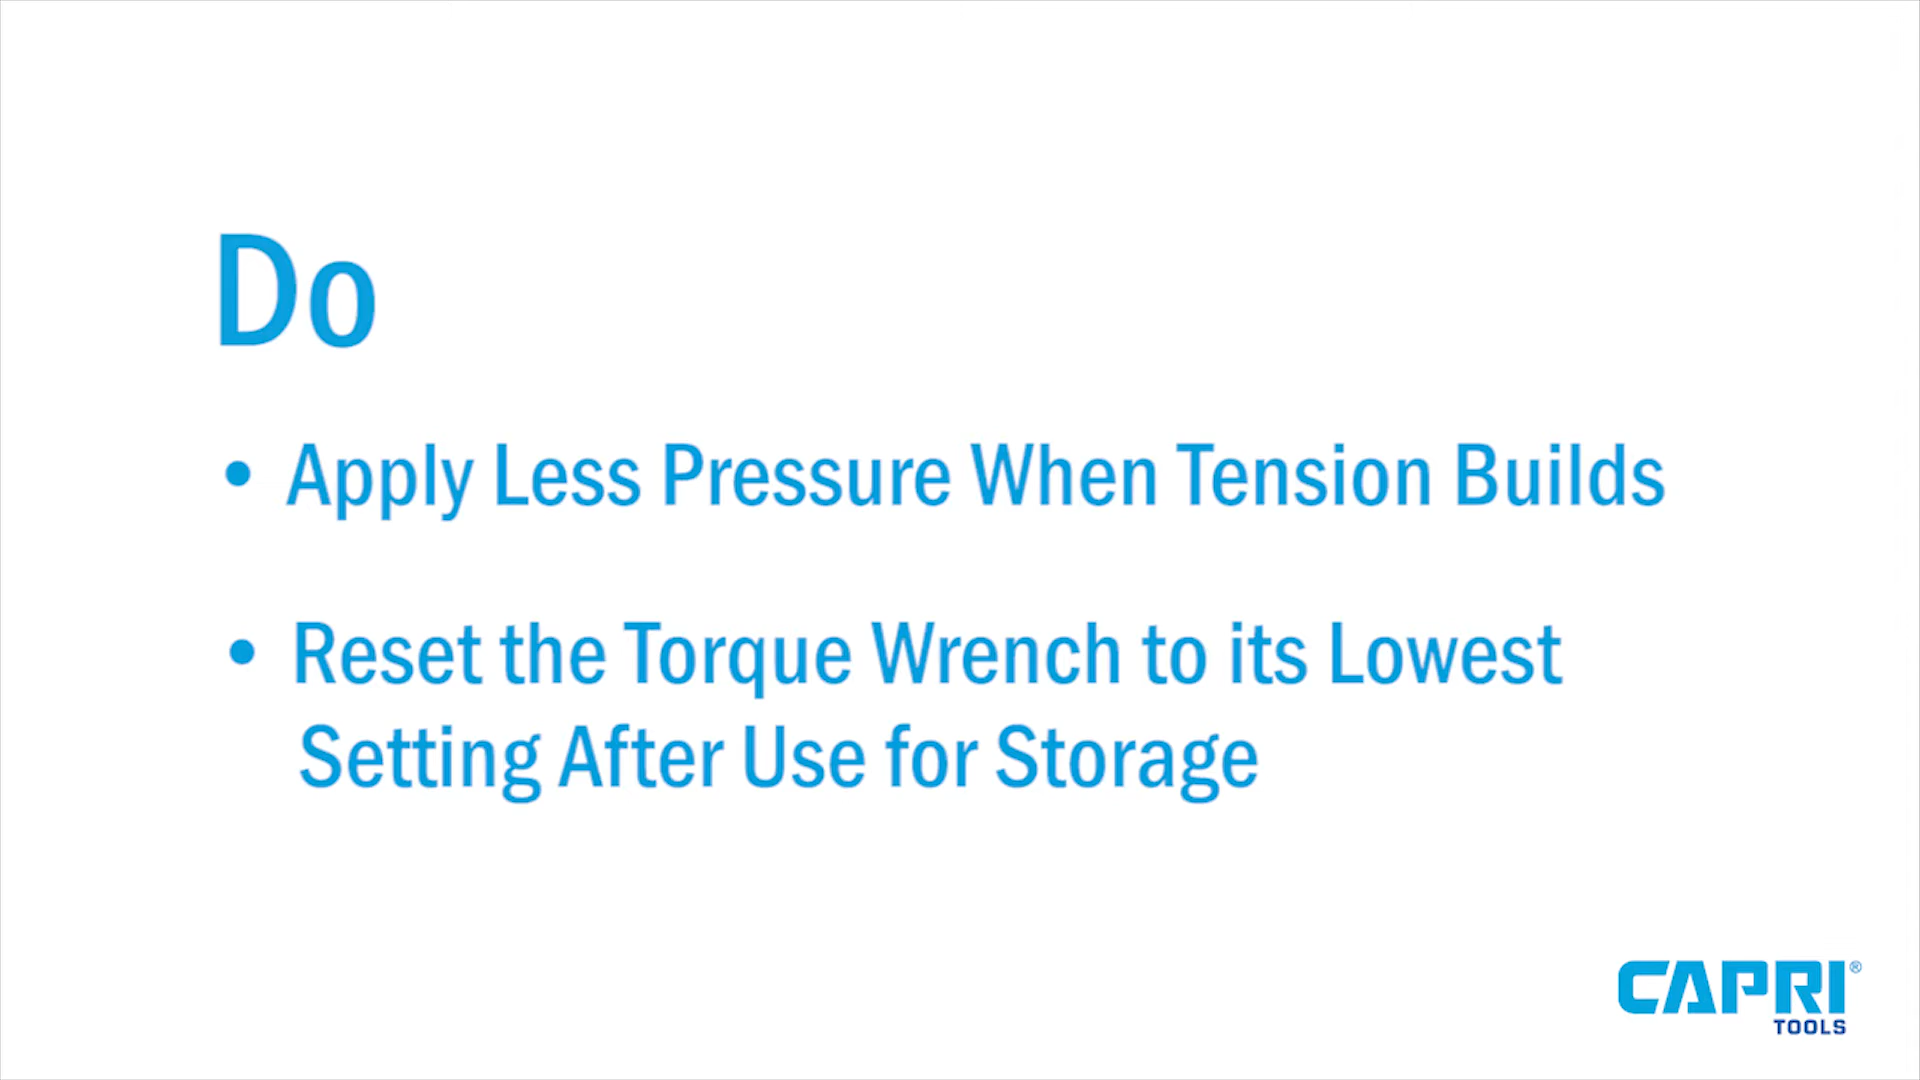 Do
• Apply Less Pressure When Tension Builds
• Reset the Torque Wrench to its Lowest
Setting After Use for Storage
CAPRI®
TOOLS